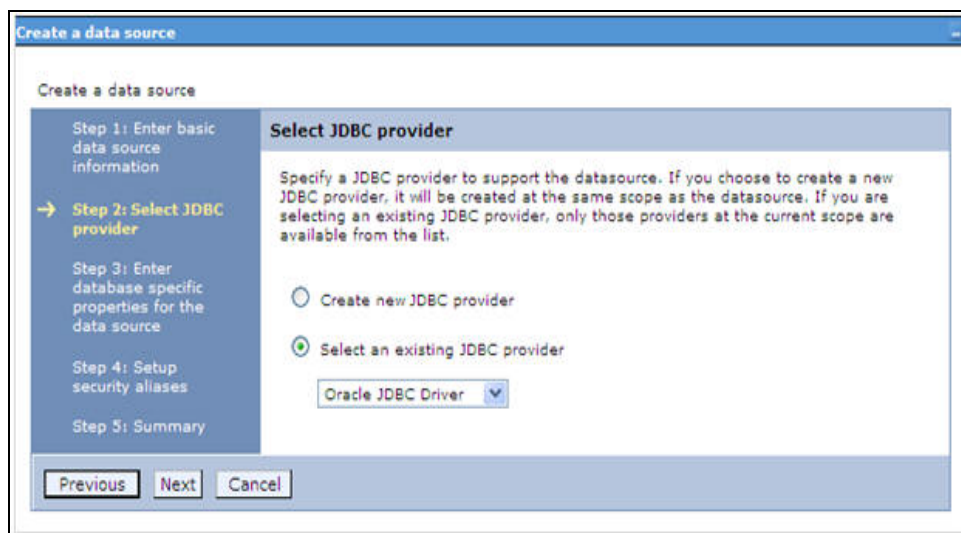 Create a data source
Create a data source
Step 1: Enter basic
data source
information
Step 2: Select JDBC
provider
Step 3: Enter
database specific
properties for the
data source
Step 4: Setup
security aliases
Step 5: Summary
Select JDBC provider
Specify a JDBC provider to support the datasource. If you choose to create a new
JDBC provider, it will be created at the same scope as the datasource. If you are
selecting an existing JDBC provider, only those providers at the current scope are
available from the list.
Create new JDBC provider
Select an existing JDBC provider
Oracle JDBC Driver
Previous Next Cancel